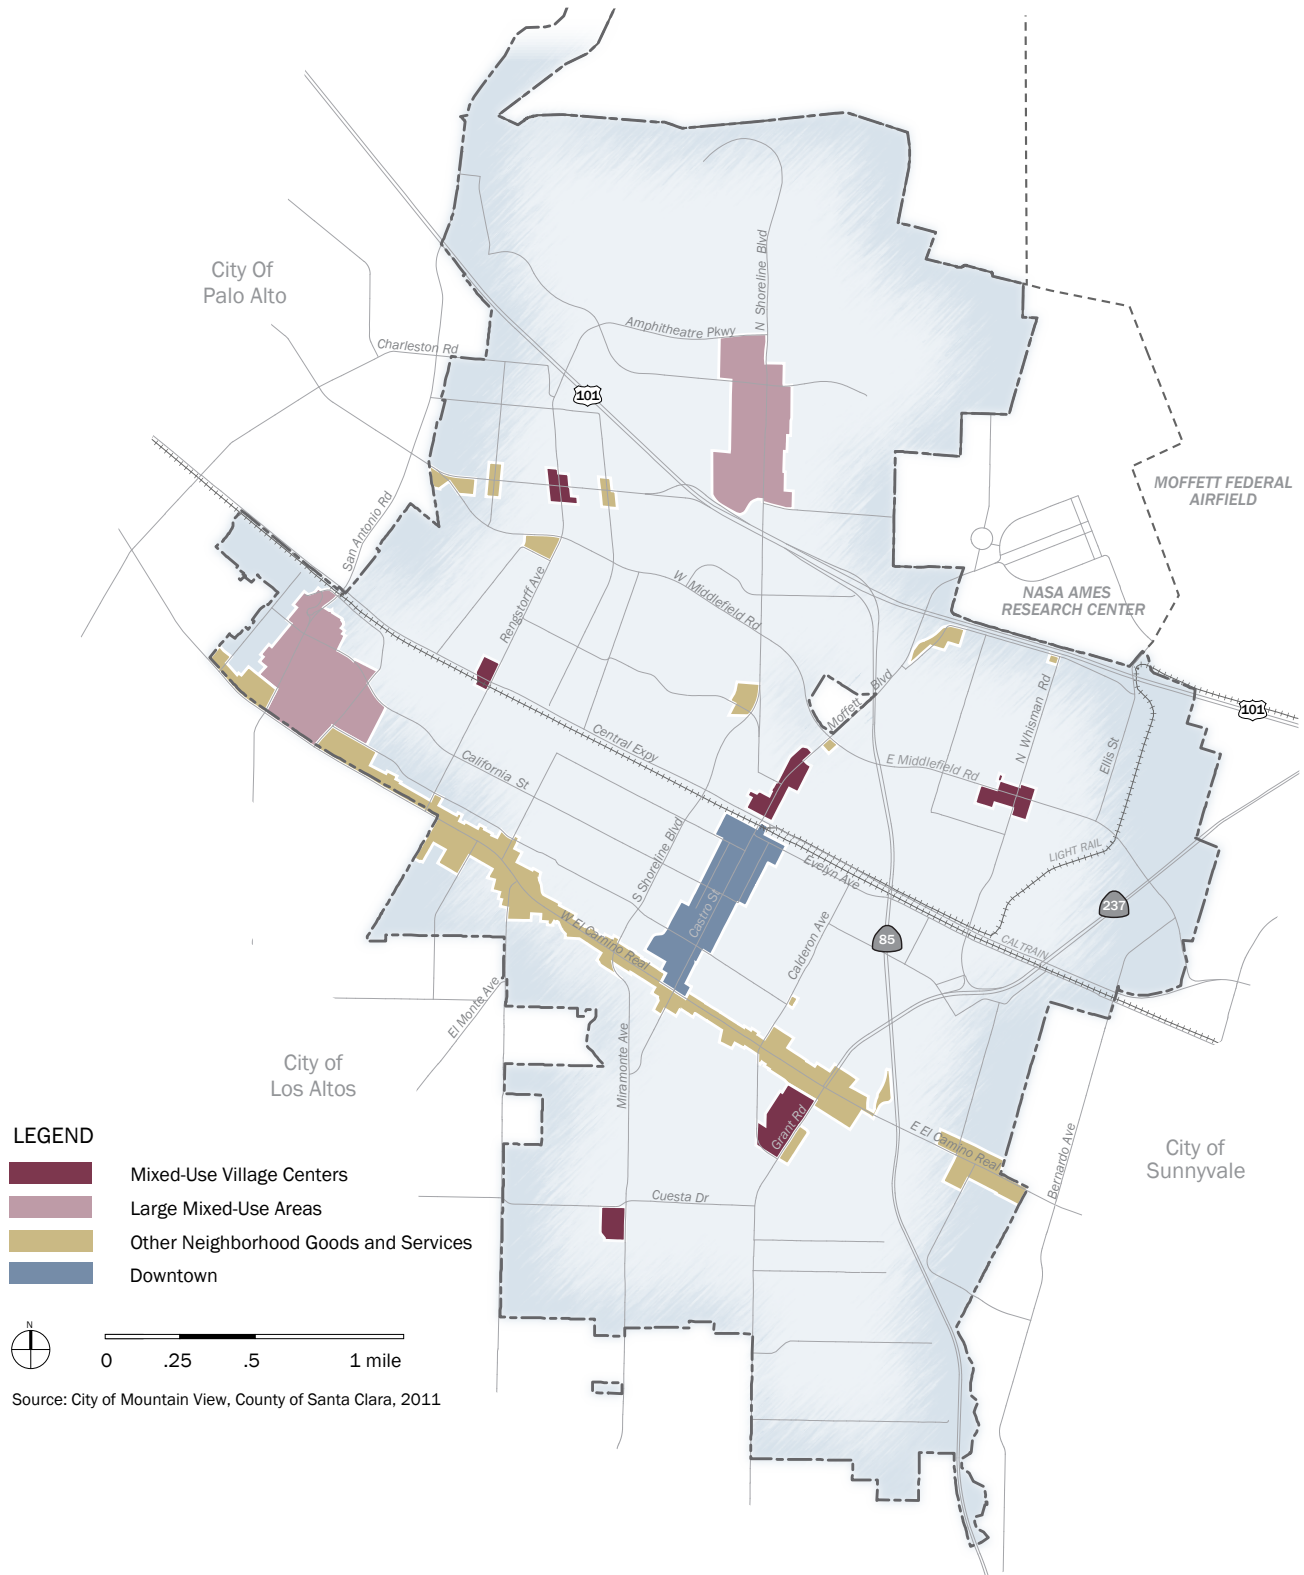 City Of
Palo Alto
N Shoreline Blvd
Amphitheatre Pkwy
Charleston Rd
101
San Antonio Rd
MOFFETT FEDERAL
AIRFIELD
NASA AMES
RESEARCH CENTER
W Middlefield Rd
Rengstorff Ave
Moffett Blvd
N Whisman Rd
101
Central Expy
California St
E Middlefield Rd
Ellis St
LIGHT RAIL
S Shoreline Blvd
Evelyn Ave
Castro St
237
W El Camino Real
Calderon Ave
85
CALTRAIN
El Monte Ave
City of
Los Altos
Miramonte Ave
Grant Rd
E El Camino Real
Bernardo Ave
City of
Sunnyvale
Cuesta Dr
LEGEND
Mixed-Use Village Centers
Large Mixed-Use Areas
Other Neighborhood Goods and Services
Downtown
N
0 .25 .5 1 mile
Source: City of Mountain View, County of Santa Clara, 2011